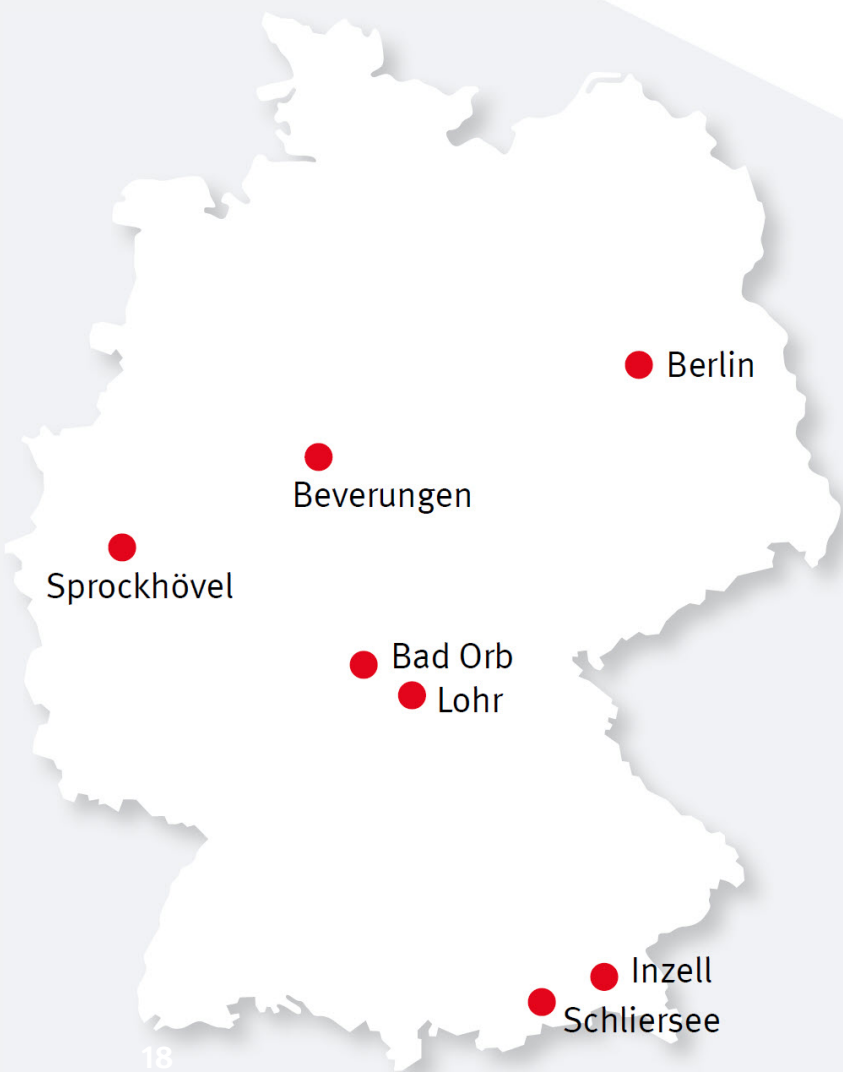 Berlin
Beverungen
Sprockhövel
Bad Orb
Lohr
Inzell
Schliersee
18